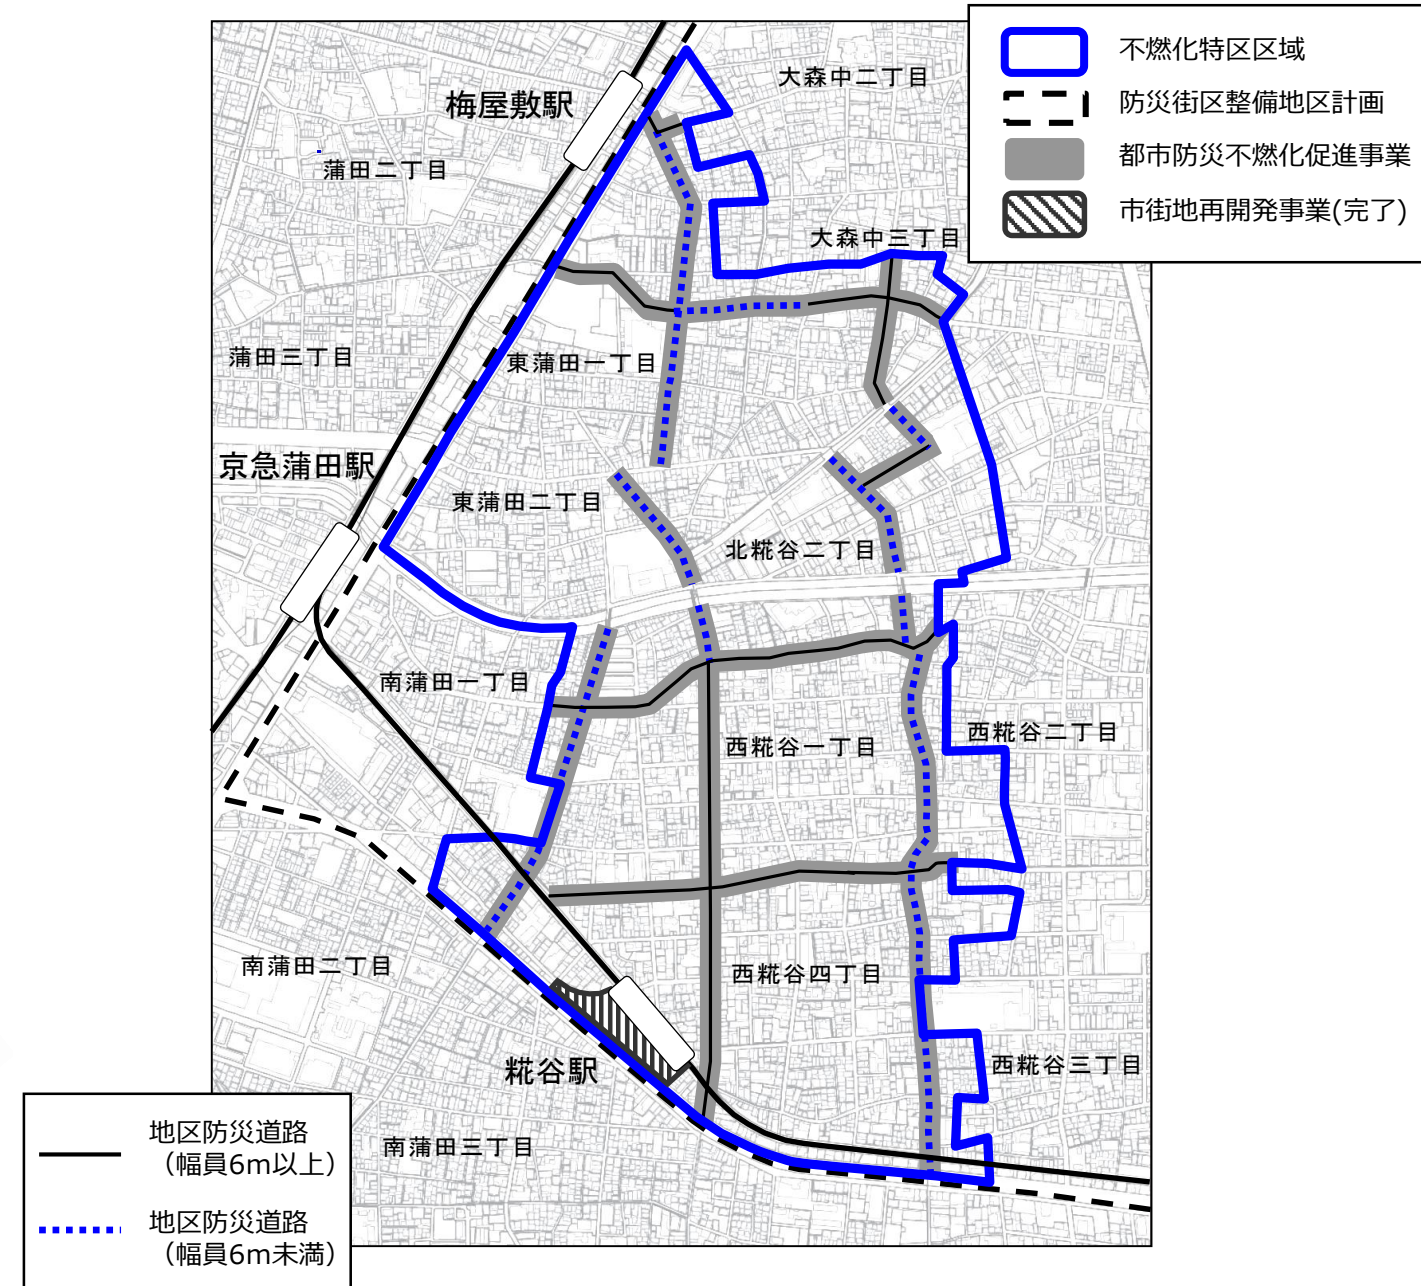 不燃化特区区域
防災街区整備地区計画
都市防災不燃化促進事業
市街地再開発事業(完了)
大森中二丁目
梅屋敷駅
蒲田二丁目
大森中三丁目
蒲田三丁目
東蒲田一丁目
京急蒲田駅
東蒲田二丁目
北糀谷二丁目
南蒲田一丁目
西糀谷二丁目
西糀谷一丁目
南蒲田二丁目
西糀谷四丁目
糀谷駅
西糀谷三丁目
南蒲田三丁目
地区防災道路
（幅員6m以上）
地区防災道路
（幅員6m未満）